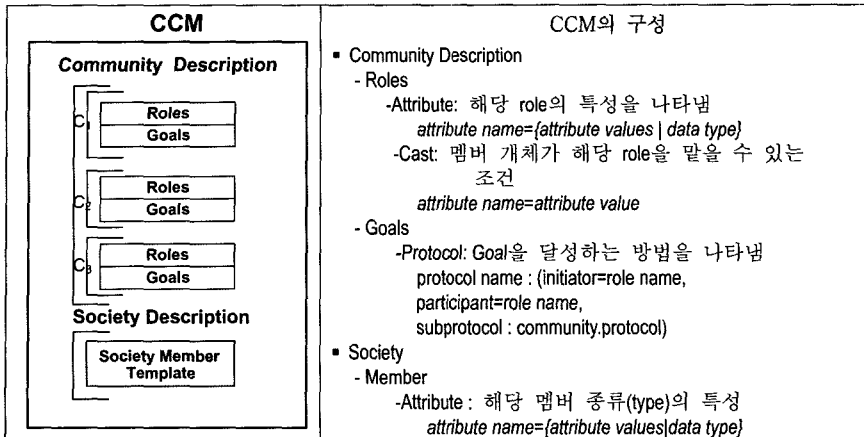 CCM
Community Description
C1
Roles
Goals
C2
Roles
Goals
C3
Roles
Goals
Society Description
Society Member
Template
CCM의 구성
▪ Community Description
- Roles
-Attribute: 해당 role의 특성을 나타냄
attribute name={attribute values | data type}
-Cast: 멤버 개체가 해당 role을 맡을 수 있는
조건
attribute name=attribute value
- Goals
-Protocol: Goal을 달성하는 방법을 나타냄
protocol name : (initiator=role name,
participant=role name,
subprotocol : community.protocol)
▪ Society
- Member
-Attribute : 해당 멤버 종류(type)의 특성
attribute name={attribute values|data type}